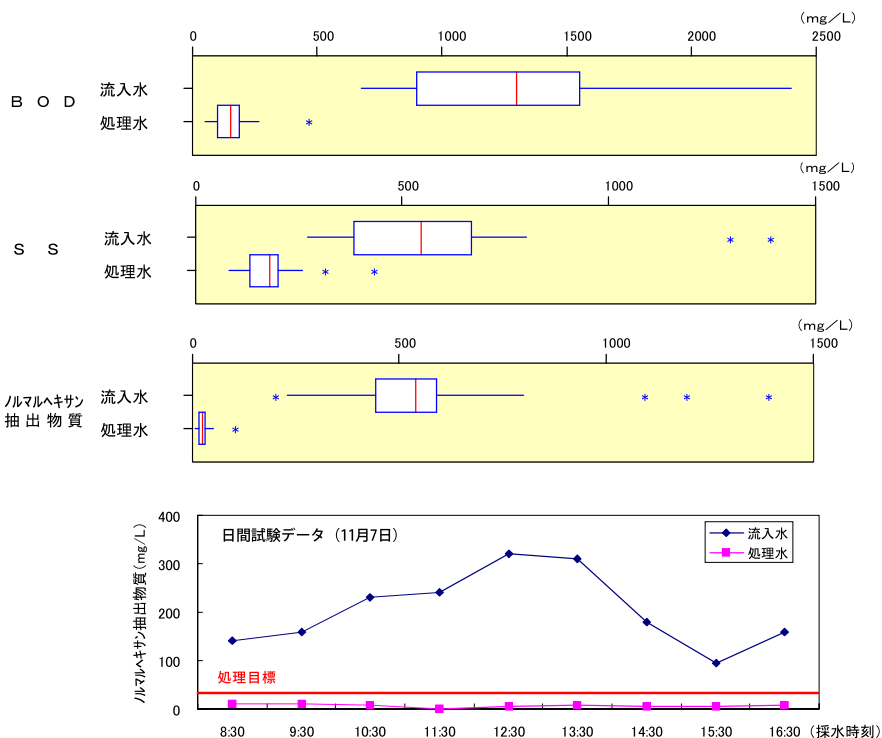 (mg／L)
0 500 1000 1500 2000 2500
ＢＯＤ
流入水
処理水
(mg／L)
0 500 1000 1500
ＳＳ
流入水
処理水
(mg／L)
0 500 1000 1500
ﾉﾙﾏﾙﾍｷサン
抽出物質
流入水
処理水
ﾉﾙﾏﾙﾍｷサン抽出物質(mg/L)
400
300
200
100
0
日間試験データ（11月7日）
流入水
処理水
処理目標
8:30 9:30 10:30 11:30 12:30 13:30 14:30 15:30 16:30 (採水時刻)